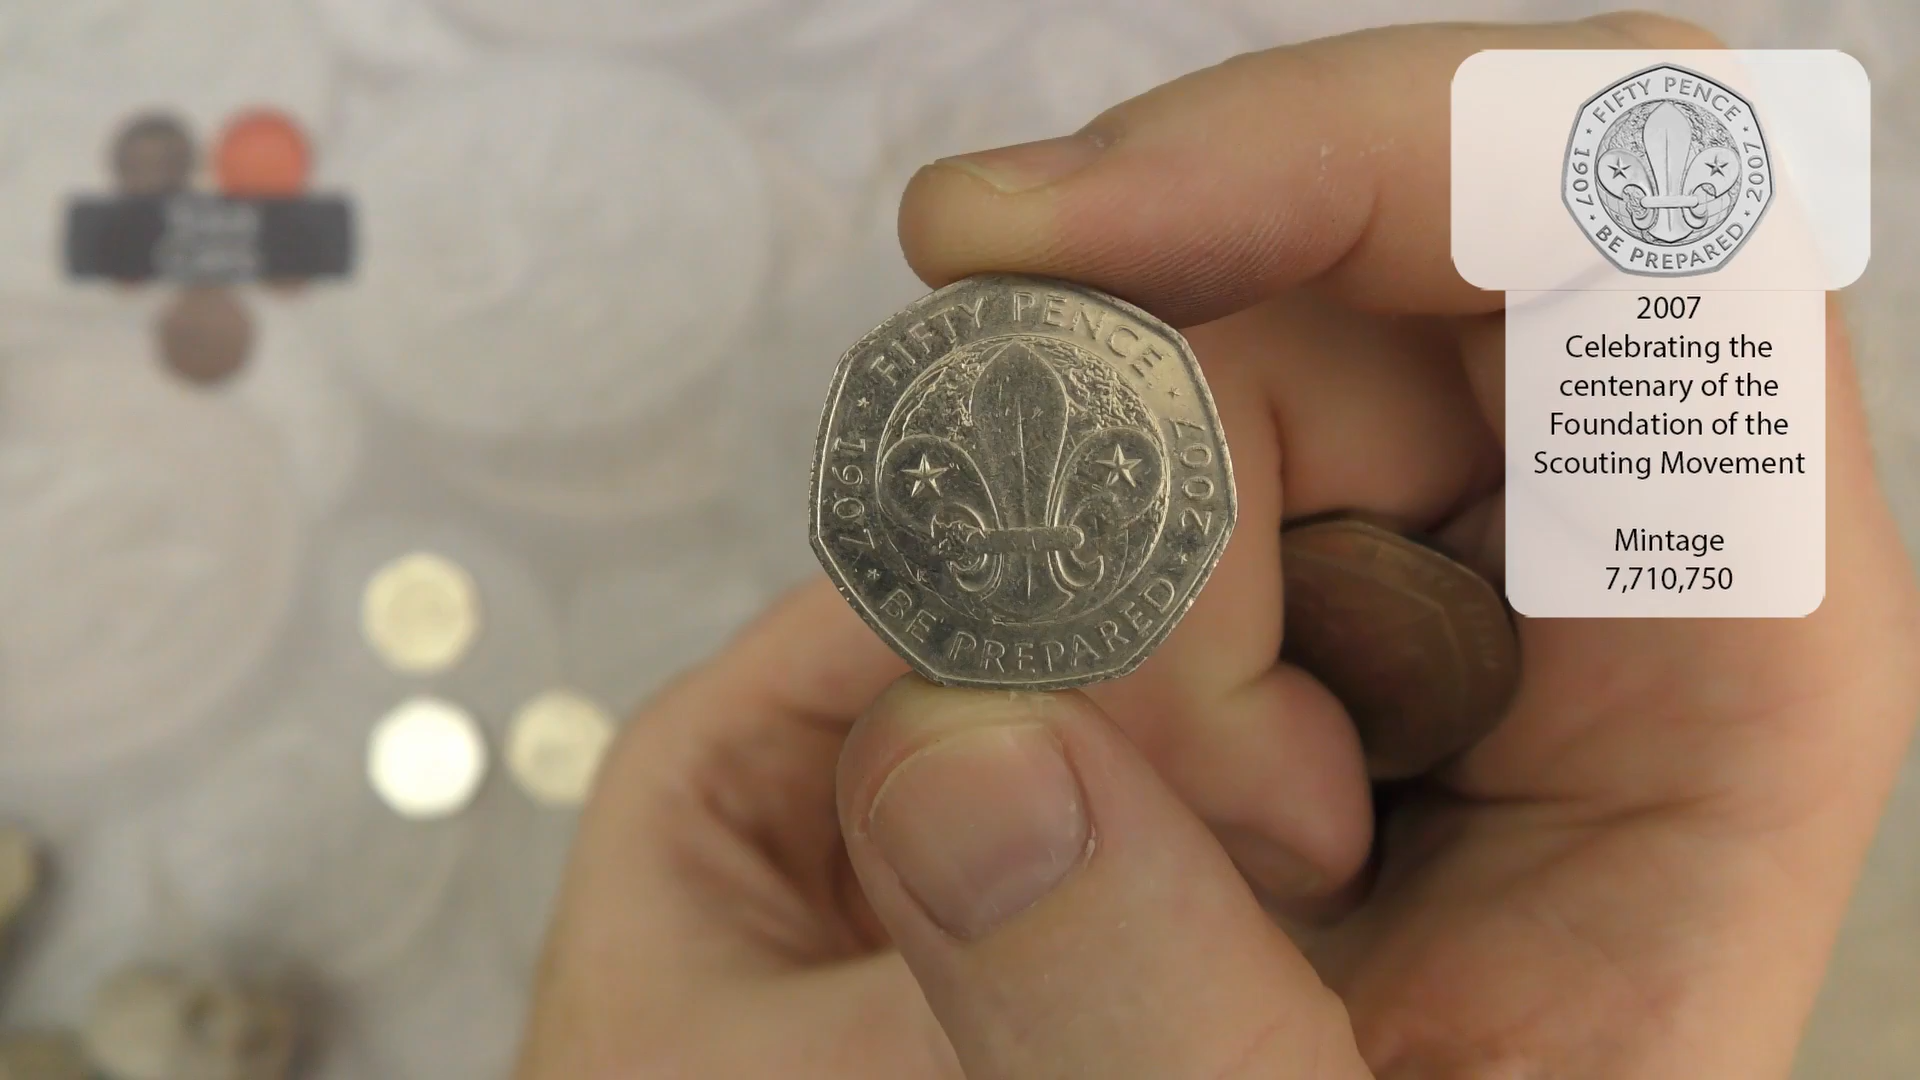 FIFTY PENCE
1907
2007
BE PREPARED
FIFTY PENCE
1907
2007
BE PREPARED
2007
Celebrating the
centenary of the
Foundation of the
Scouting Movement
Mintage
7,710,750